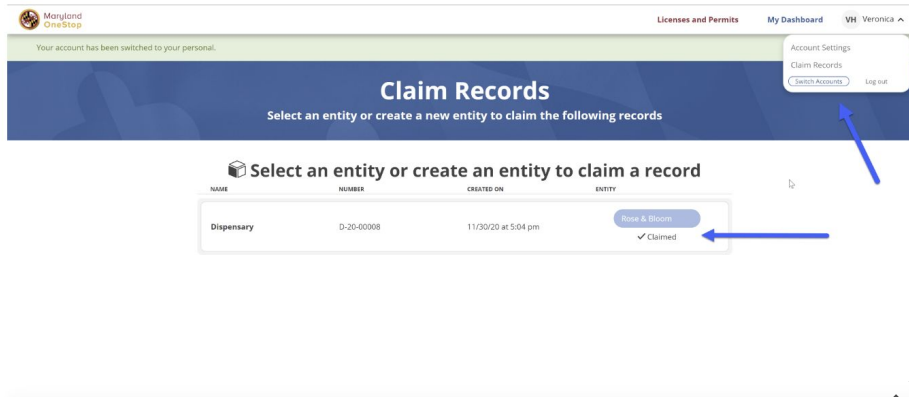 Maryland
OneStop
Licenses and Permits
My Dashboard
VH Veronica
Your account has been switched to your personal.
Account Settings
Claim Records
Switch Accounts
Log out
Claim Records
Select an entity or create a new entity to claim the following records
Select an entity or create an entity to claim a record
NAME NUMBER CREATED ON ENTITY
Dispensary D-20-00008 11/30/20 at 5:04 pm Rose & Bloom
Claimed